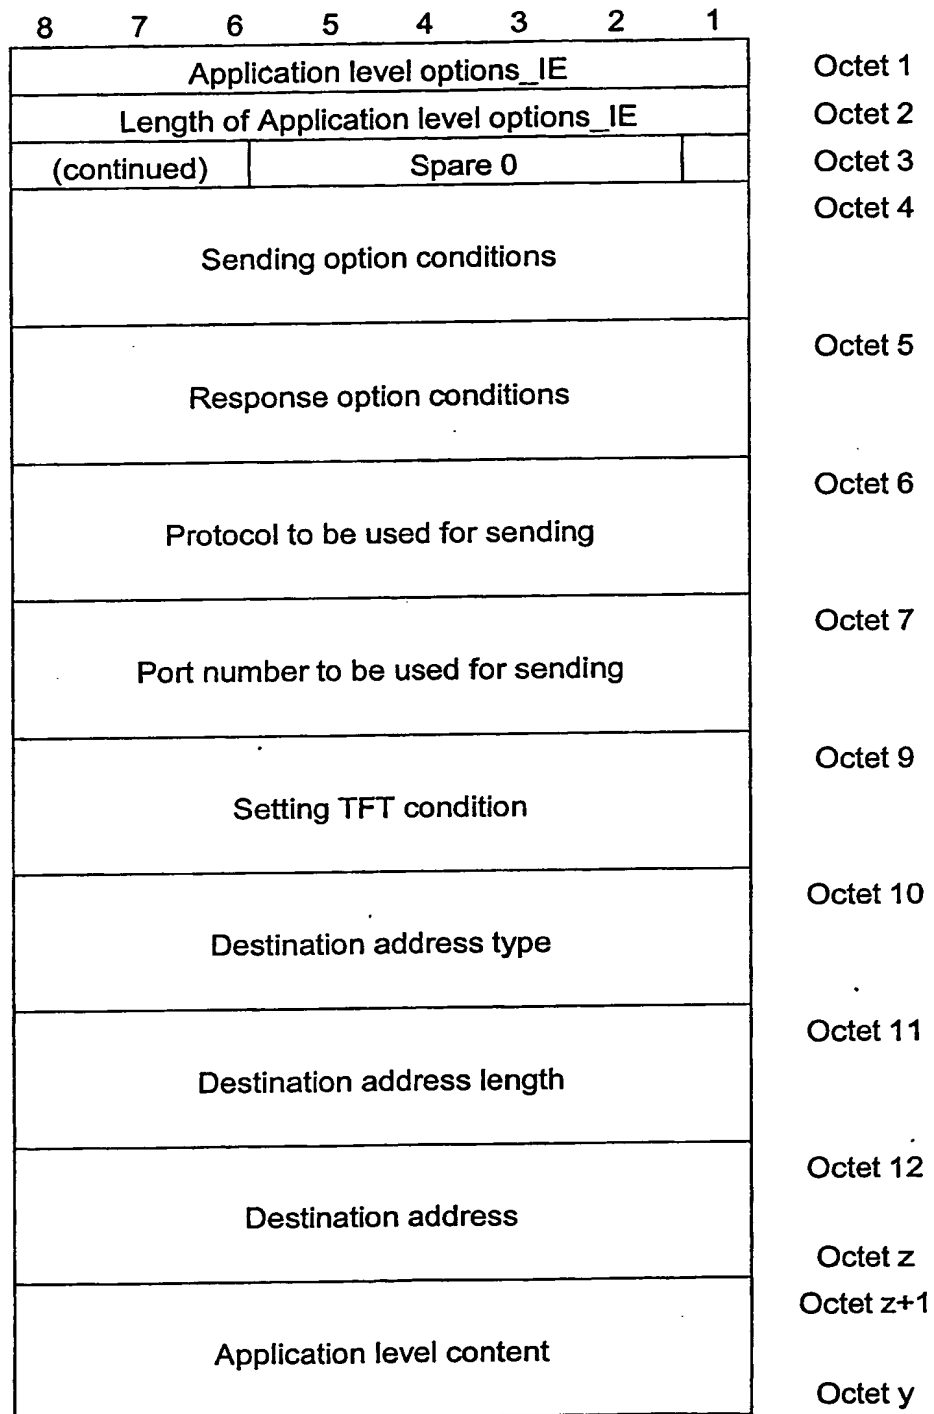 8 7 6 5 4 3 2 1
Application level options_IE Octet 1
Length of Application level options_IE Octet 2
(continued) Spare 0 Octet 3
Octet 4
Sending option conditions
Octet 5
Response option conditions
Octet 6
Protocol to be used for sending
Octet 7
Port number to be used for sending
Octet 9
Setting TFT condition
Octet 10
Destination address type
Octet 11
Destination address length
Octet 12
Destination address
Octet z
Octet z+1
Application level content
Octet y